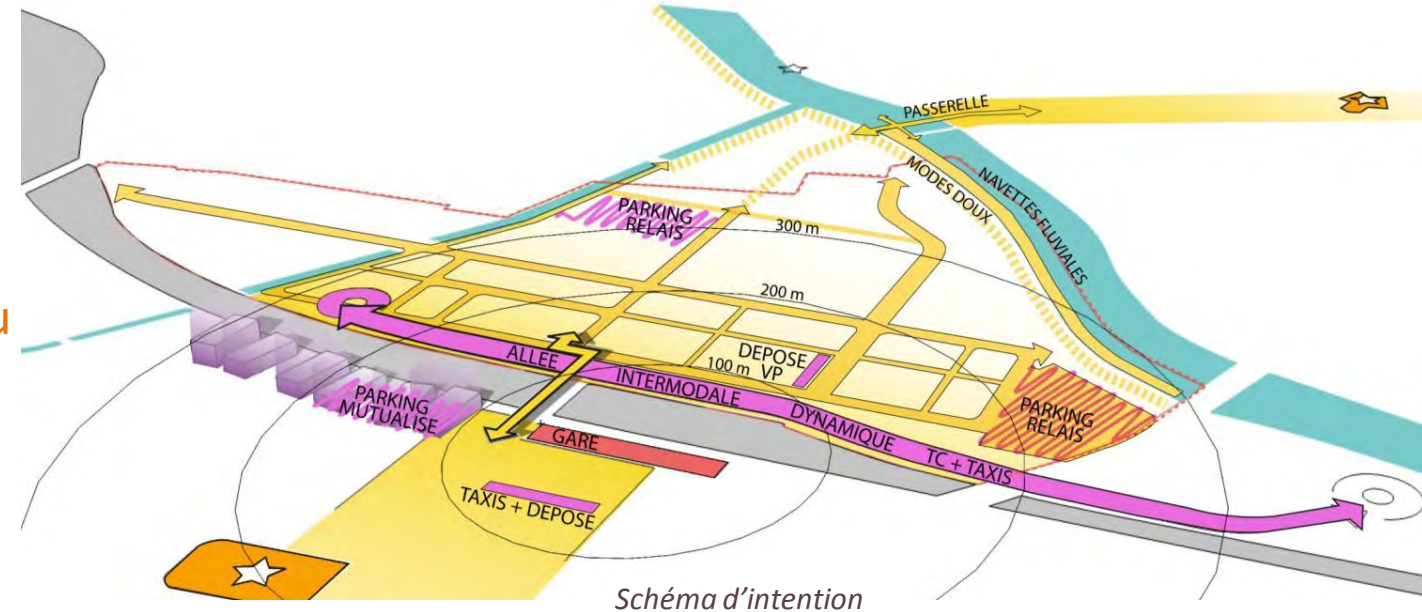 PASSERELLE
MODES DOUX
NAVETTES FLUVIALES
PARKING
RELAIS
300 m
200 m
u
ALLÉE INTERMODALE DYNAMIQUE TC + TAXIS
100 m
DEPOSE
VP
PARKING
MUTUALISE
PARKING
RELAIS
GARE
TAXIS + DEPOSE
Schéma d'intention